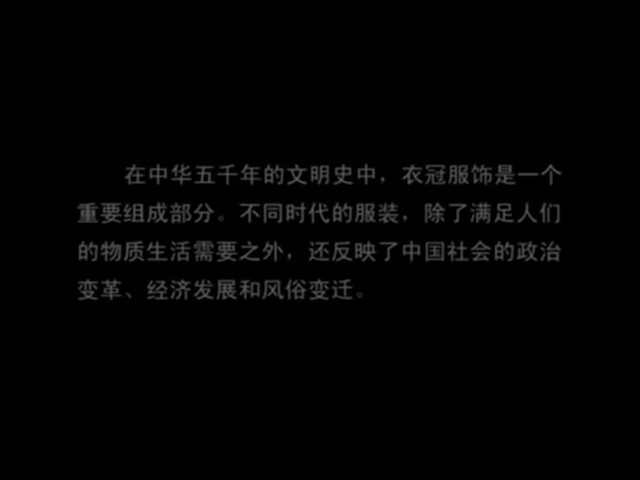 在中华五千年的文明史中，衣冠服饰是一个
重要组成部分。不同时代的服装，除了满足人们
的物质生活需要之外，还反映了中国社会的政治
变革、经济发展和风俗变迁。